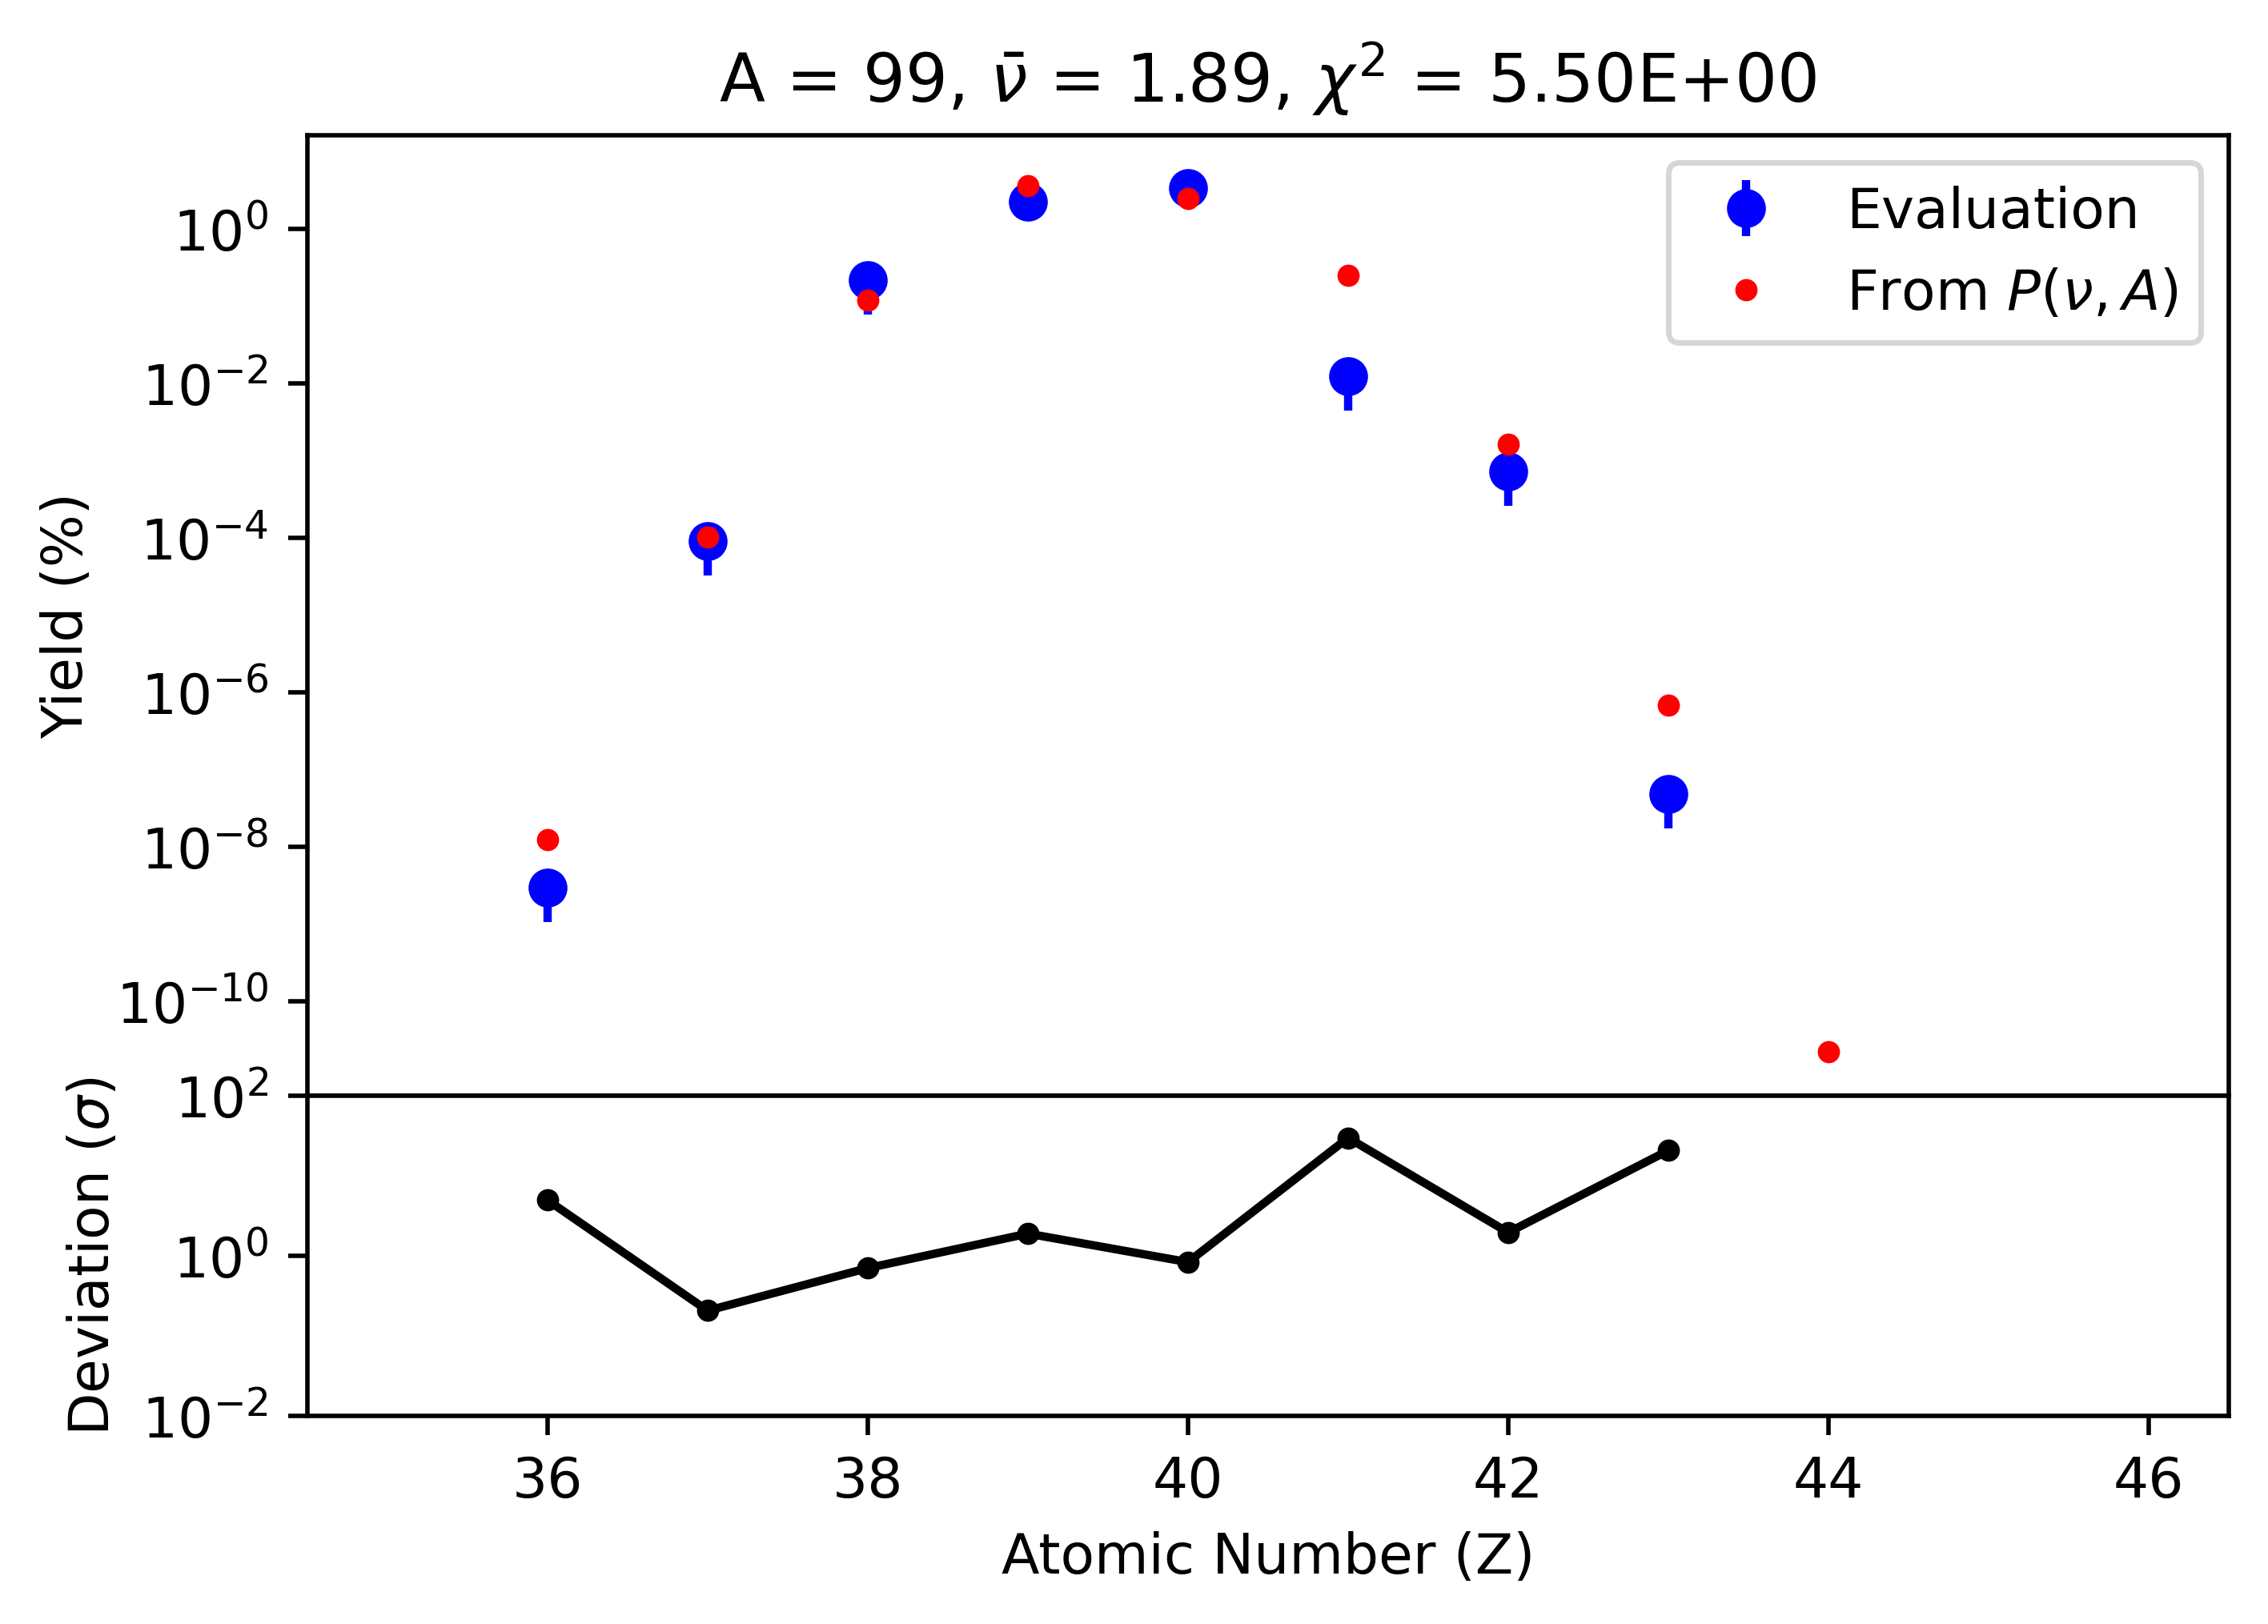 A = 99, ν̄ = 1.89, χ² = 5.50E+00
Evaluation
From P(ν, A)
Yield (%)
10⁰
10⁻²
10⁻⁴
10⁻⁶
10⁻⁸
10⁻¹⁰
Deviation (σ)
10²
10⁰
10⁻²
36 38 40 42 44 46
Atomic Number (Z)